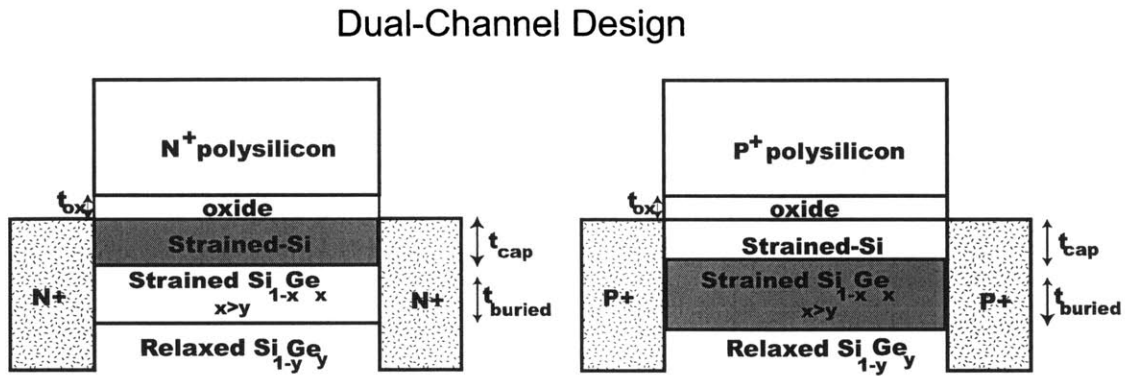 Dual-Channel Design
N+ polysilicon
tox
oxide
Strained-Si
tcap
Strained Si1-xGex
x>y
N+
N+
tburied
Relaxed Si1-yGey
P+ polysilicon
tox
oxide
Strained-Si
tcap
Strained Si1-xGex
x>y
P+
P+
tburied
Relaxed Si1-yGey